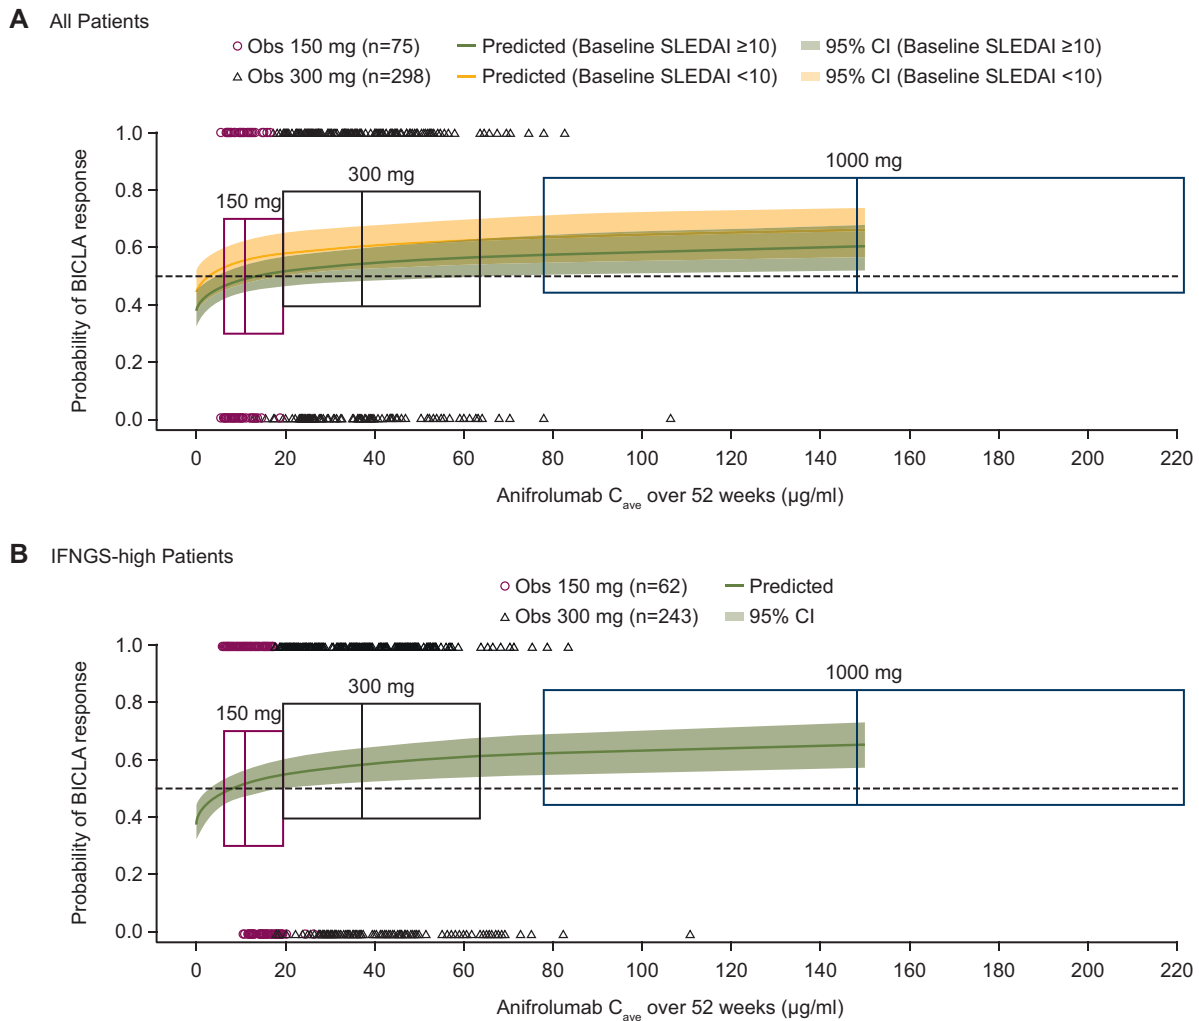 A All Patients
Obs 150 mg (n=75) Predicted (Baseline SLEDAI ≥10) 95% CI (Baseline SLEDAI ≥10)
Obs 300 mg (n=298) Predicted (Baseline SLEDAI <10) 95% CI (Baseline SLEDAI <10)
Probability of BICLA response
1.0
0.8
0.6
0.4
0.2
0.0
150 mg
300 mg
1000 mg
0 20 40 60 80 100 120 140 160 180 200 220
Anifrolumab Cave over 52 weeks (µg/ml)
B IFNGS-high Patients
Obs 150 mg (n=62) Predicted
Obs 300 mg (n=243) 95% CI
Probability of BICLA response
1.0
0.8
0.6
0.4
0.2
0.0
150 mg
300 mg
1000 mg
0 20 40 60 80 100 120 140 160 180 200 220
Anifrolumab Cave over 52 weeks (µg/ml)